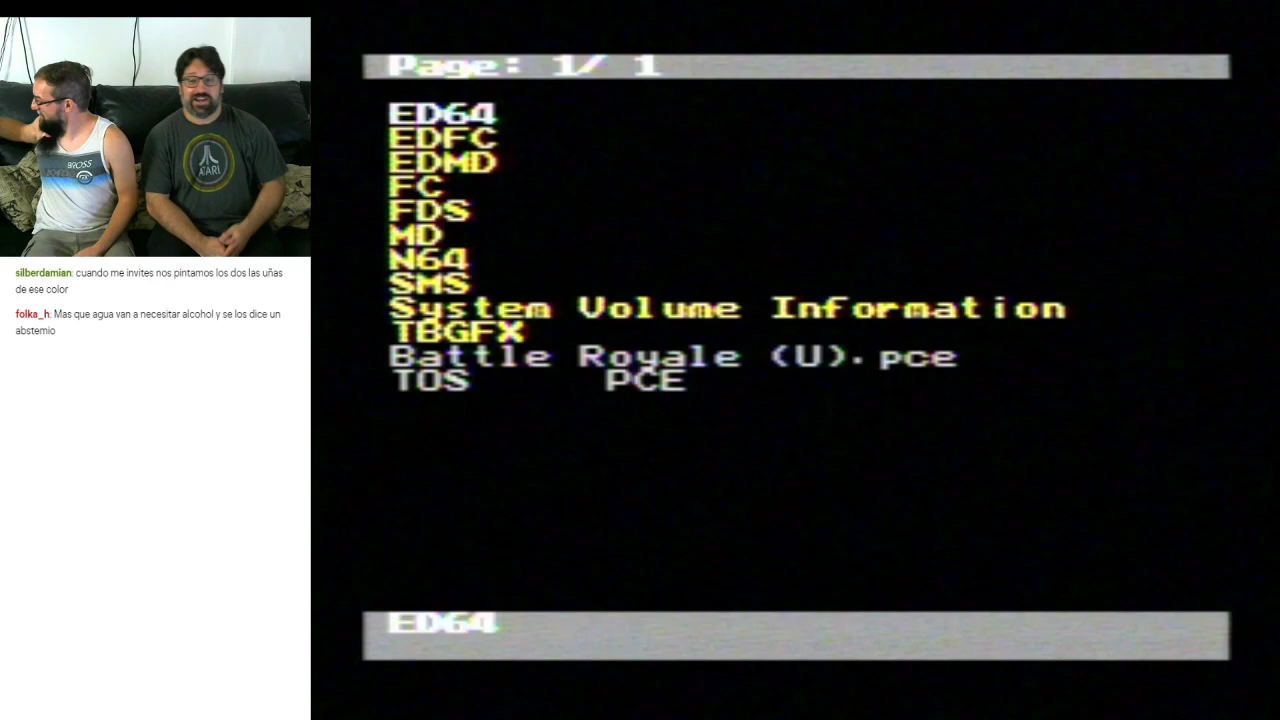 Page: 1/ 1
ED64
EDFC
EDMD
FC
FDS
MD
N64
SMS
System Volume Information
TBGFX
Battle Royale (U).pce
TOS PCE
ED64
BROSS
ATARI
silberdamian: cuando me invites nos pintamos los dos las uñas
de ese color
folka_h: Mas que agua van a necesitar alcohol y se los dice un
abstemio